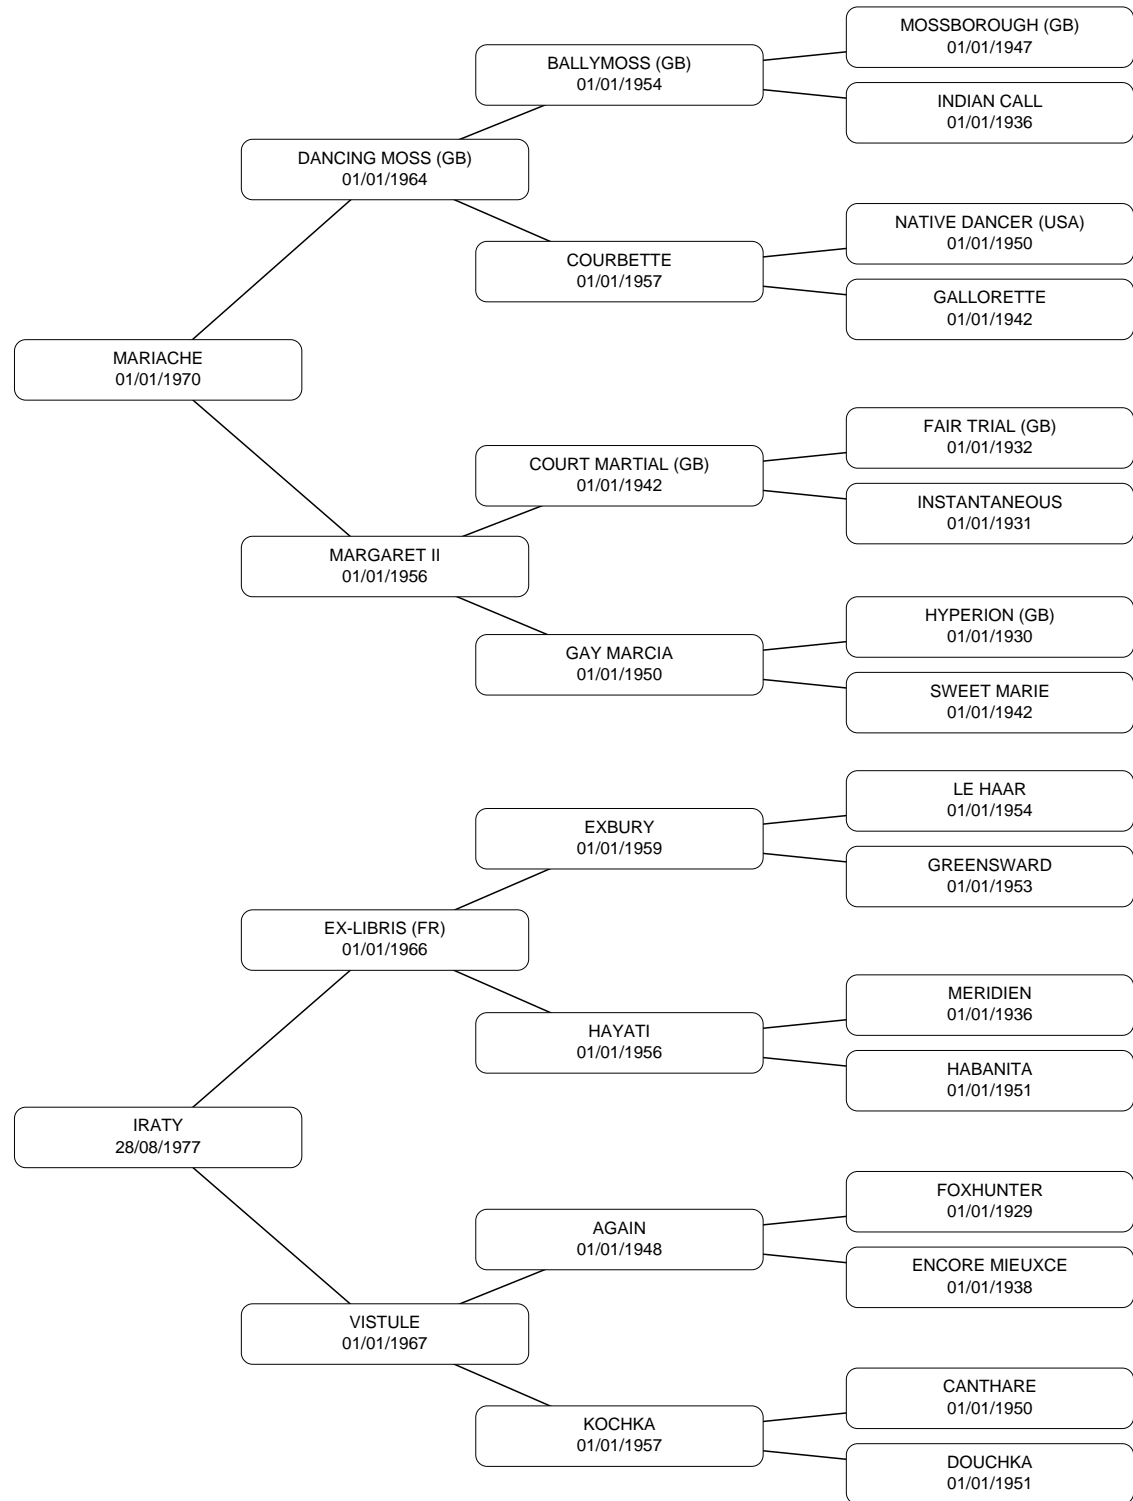 MOSSBOROUGH (GB)
01/01/1947
BALLYMOSS (GB)
01/01/1954
INDIAN CALL
01/01/1936
DANCING MOSS (GB)
01/01/1964
NATIVE DANCER (USA)
01/01/1950
COURBETTE
01/01/1957
GALLORETTE
01/01/1942
MARIACHE
01/01/1970
FAIR TRIAL (GB)
01/01/1932
COURT MARTIAL (GB)
01/01/1942
INSTANTANEOUS
01/01/1931
MARGARET II
01/01/1956
HYPERION (GB)
01/01/1930
GAY MARCIA
01/01/1950
SWEET MARIE
01/01/1942
LE HAAR
01/01/1954
EXBURY
01/01/1959
GREENSWARD
01/01/1953
EX-LIBRIS (FR)
01/01/1966
MERIDIEN
01/01/1936
HAYATI
01/01/1956
HABANITA
01/01/1951
IRATY
28/08/1977
FOXHUNTER
01/01/1929
AGAIN
01/01/1948
ENCORE MIEUXCE
01/01/1938
VISTULE
01/01/1967
CANTHARE
01/01/1950
KOCHKA
01/01/1957
DOUCHKA
01/01/1951